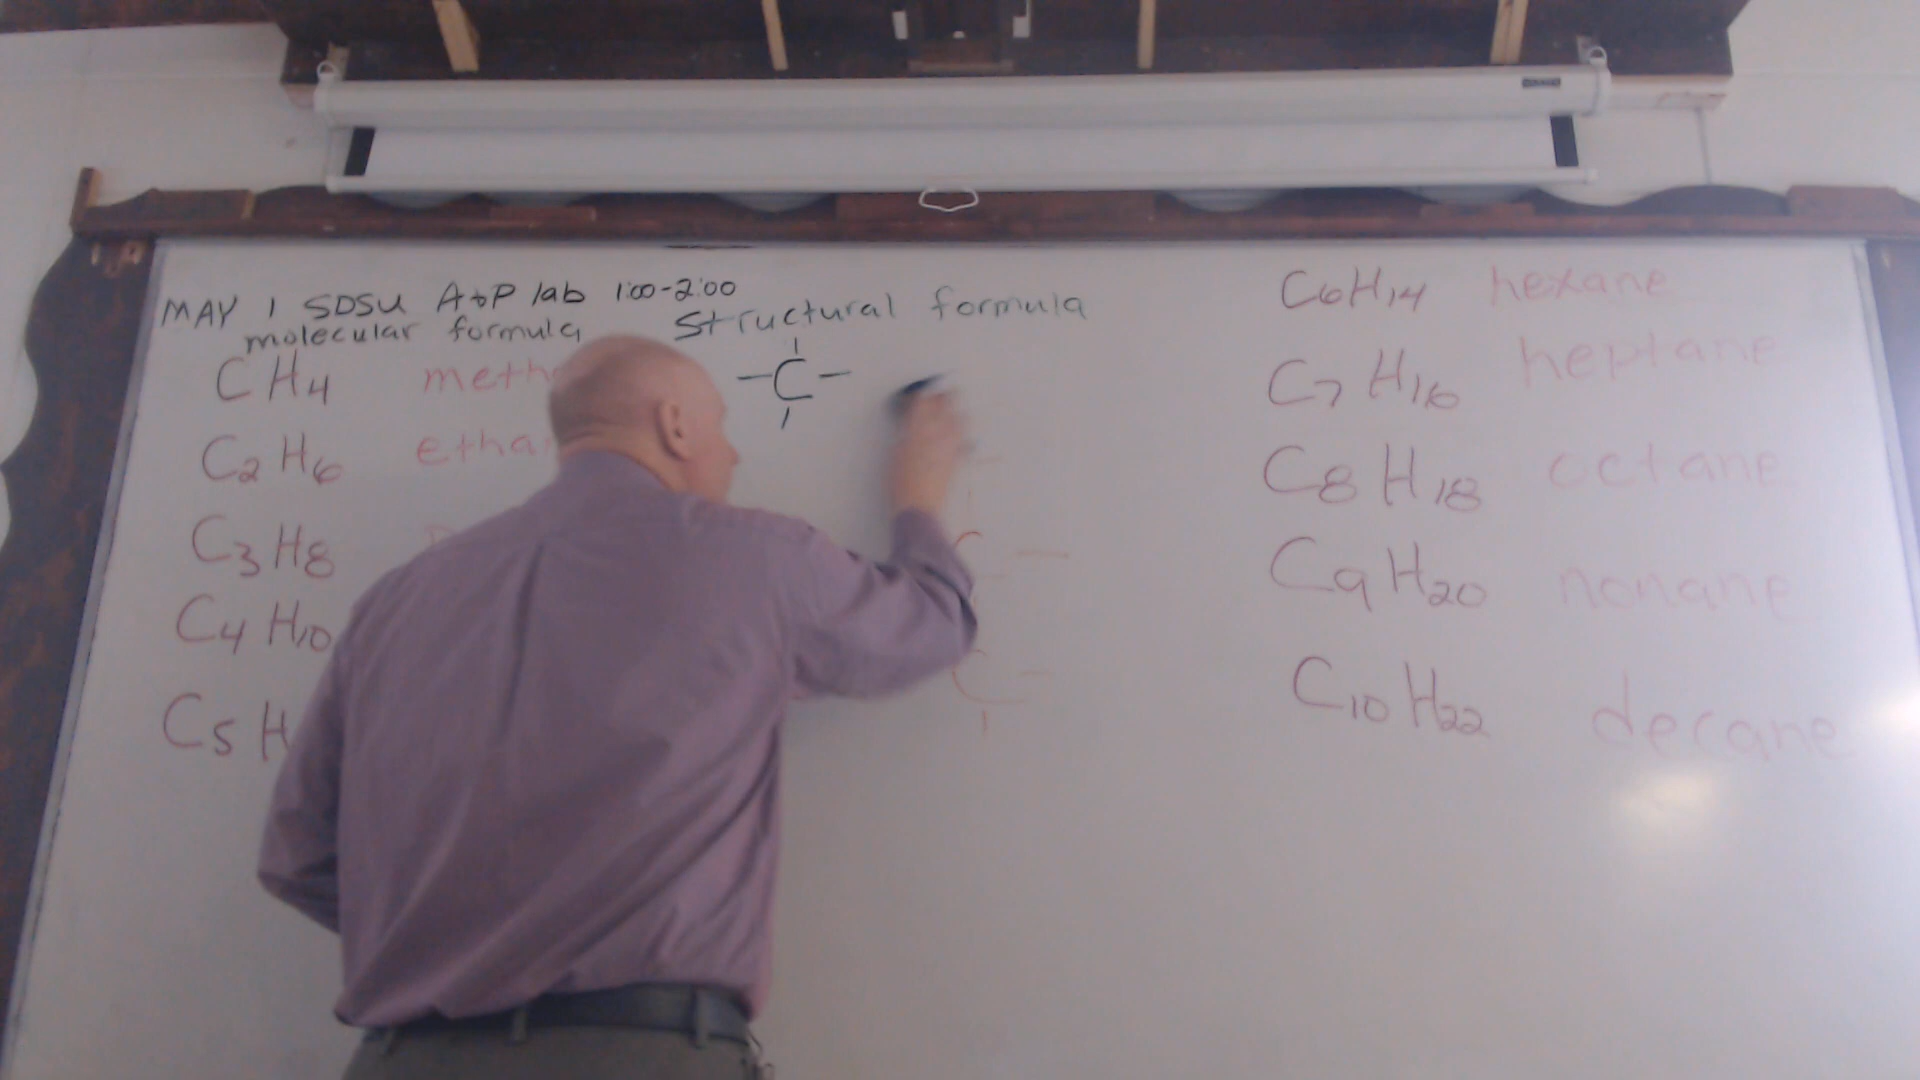 MAY 1 SDSU A+P lab 1:00-2:00
molecular formula Structural formula
CH4 meth
C2H6 etha
C3H8
C4H10
C5H
C
C6H14 hexane
C7H16 heptane
C8H18 octane
C9H20 nonane
C10H22 decane